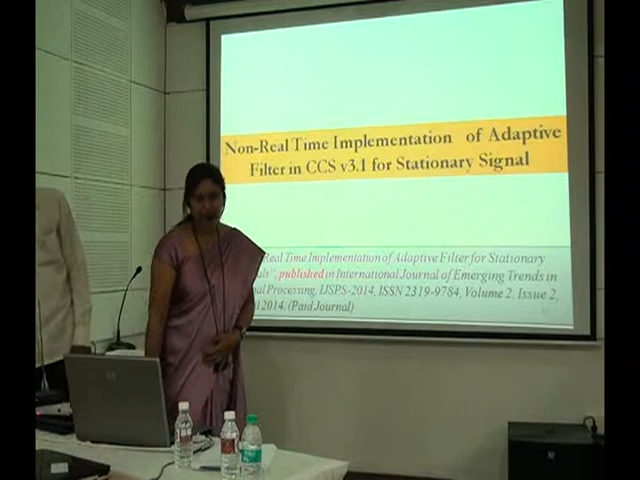 Non-Real Time Implementation of Adaptive
Filter in CCS v3.1 for Stationary Signal
Real Time Implementation of Adaptive Filter for Stationary
published in International Journal of Emerging Trends in
Processing, IJSPS-2014, ISSN 2319-9784, Volume 2, Issue 2,
2014. (Paid Journal)